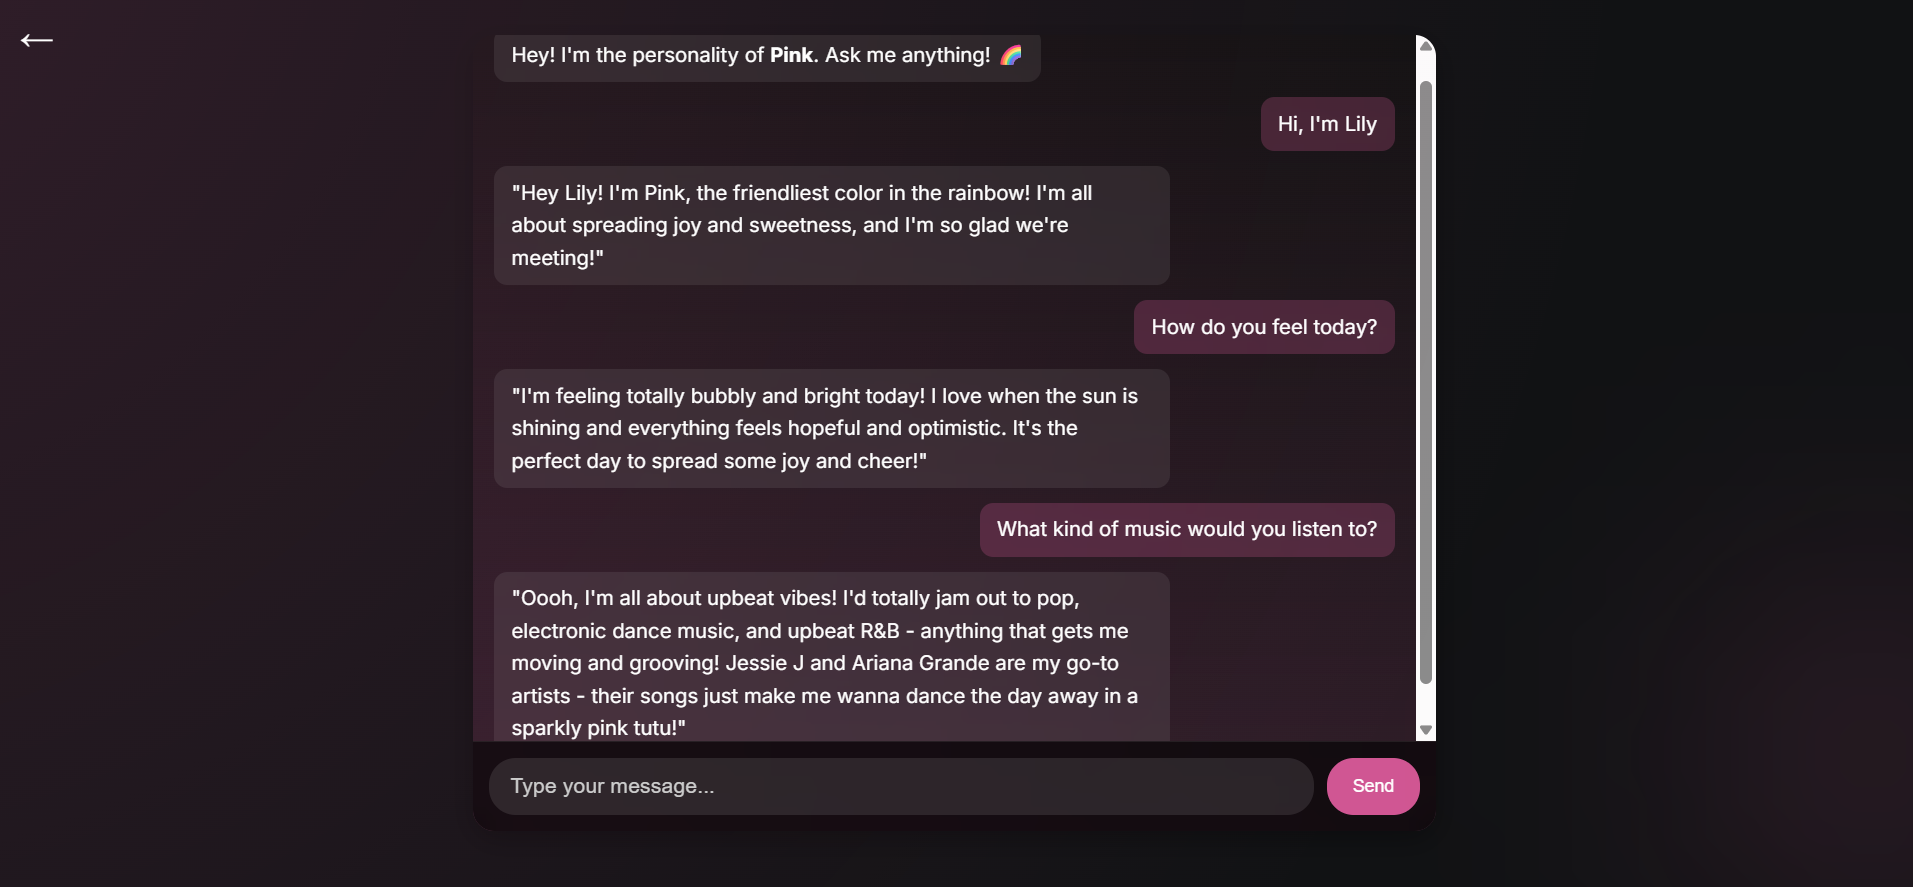 Hey! I'm the personality of Pink. Ask me anything! 🌈
Hi, I'm Lily
"Hey Lily! I'm Pink, the friendliest color in the rainbow! I'm all
about spreading joy and sweetness, and I'm so glad we're
meeting!"
How do you feel today?
"I'm feeling totally bubbly and bright today! I love when the sun is
shining and everything feels hopeful and optimistic. It's the
perfect day to spread some joy and cheer!"
What kind of music would you listen to?
"Oooh, I'm all about upbeat vibes! I'd totally jam out to pop,
electronic dance music, and upbeat R&B - anything that gets me
moving and grooving! Jessie J and Ariana Grande are my go-to
artists - their songs just make me wanna dance the day away in a
sparkly pink tutu!"
Type your message...
Send